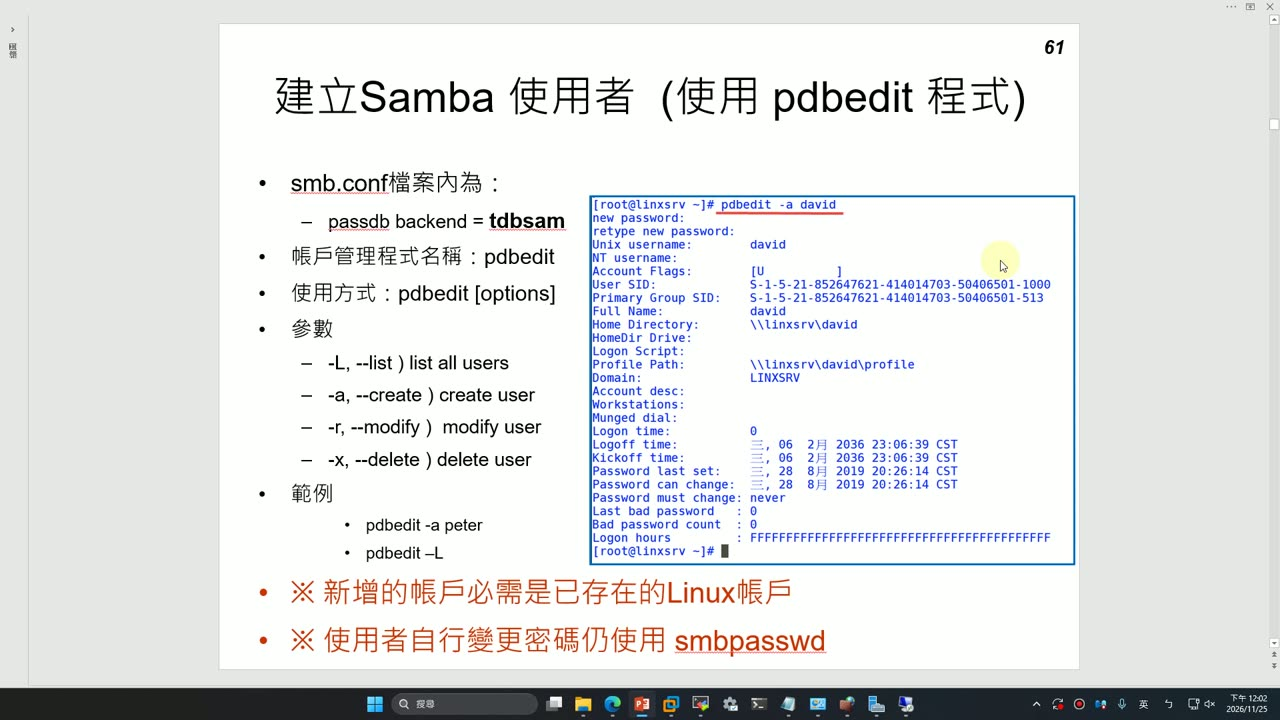 61
建立Samba 使用者 (使用 pdbedit 程式)
• smb.conf檔案內為：
– passdb backend = tdbsam
• 帳戶管理程式名稱：pdbedit
• 使用方式：pdbedit [options]
• 參數
– -L, --list ) list all users
– -a, --create ) create user
– -r, --modify ) modify user
– -x, --delete ) delete user
• 範例
• pdbedit -a peter
• pdbedit –L
• ※ 新增的帳戶必需是已存在的Linux帳戶
• ※ 使用者自行變更密碼仍使用 smbpasswd
[root@linxsrv ~]# pdbedit -a david
new password:
retype new password:
Unix username: david
NT username:
Account Flags: [U ]
User SID: S-1-5-21-852647621-414014703-50406501-1000
Primary Group SID: S-1-5-21-852647621-414014703-50406501-513
Full Name: david
Home Directory: \\linxsrv\david
HomeDir Drive:
Logon Script:
Profile Path: \\linxsrv\david\profile
Domain: LINXSRV
Account desc:
Workstations:
Munged dial:
Logon time: 0
Logoff time: 三, 06 2月 2036 23:06:39 CST
Kickoff time: 三, 06 2月 2036 23:06:39 CST
Password last set: 三, 28 8月 2019 20:26:14 CST
Password can change: 三, 28 8月 2019 20:26:14 CST
Password must change: never
Last bad password : 0
Bad password count : 0
Logon hours : FFFFFFFFFFFFFFFFFFFFFFFFFFFFFFFFFFFFFFFFFF
[root@linxsrv ~]#
搜尋
英
下午 12:02
2026/11/25